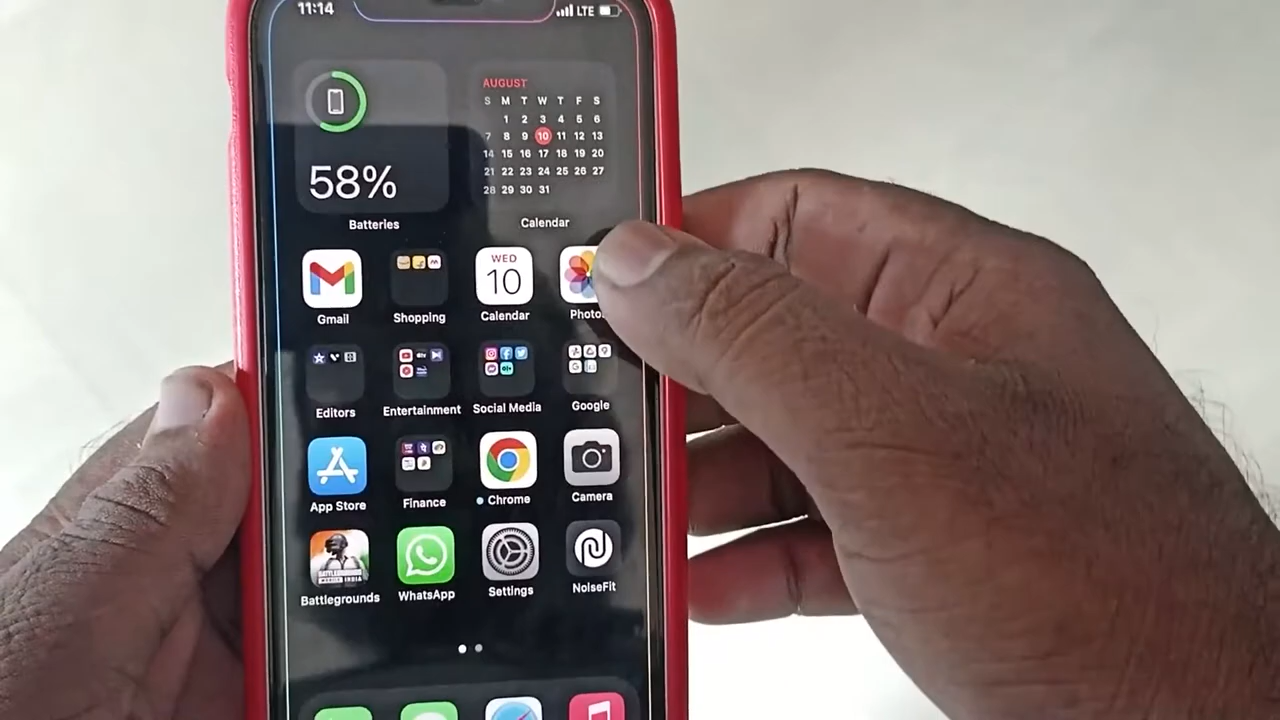 11:14 LTE
AUGUST
S M T W T F S
1 2 3 4 5 6
7 8 9 10 11 12 13
14 15 16 17 18 19 20
21 22 23 24 25 26 27
28 29 30 31
58%
Batteries Calendar
WED
10
Gmail Shopping Calendar Photos
Editors Entertainment Social Media Google
App Store Finance Chrome Camera
INDIA
Battlegrounds WhatsApp Settings NoiseFit